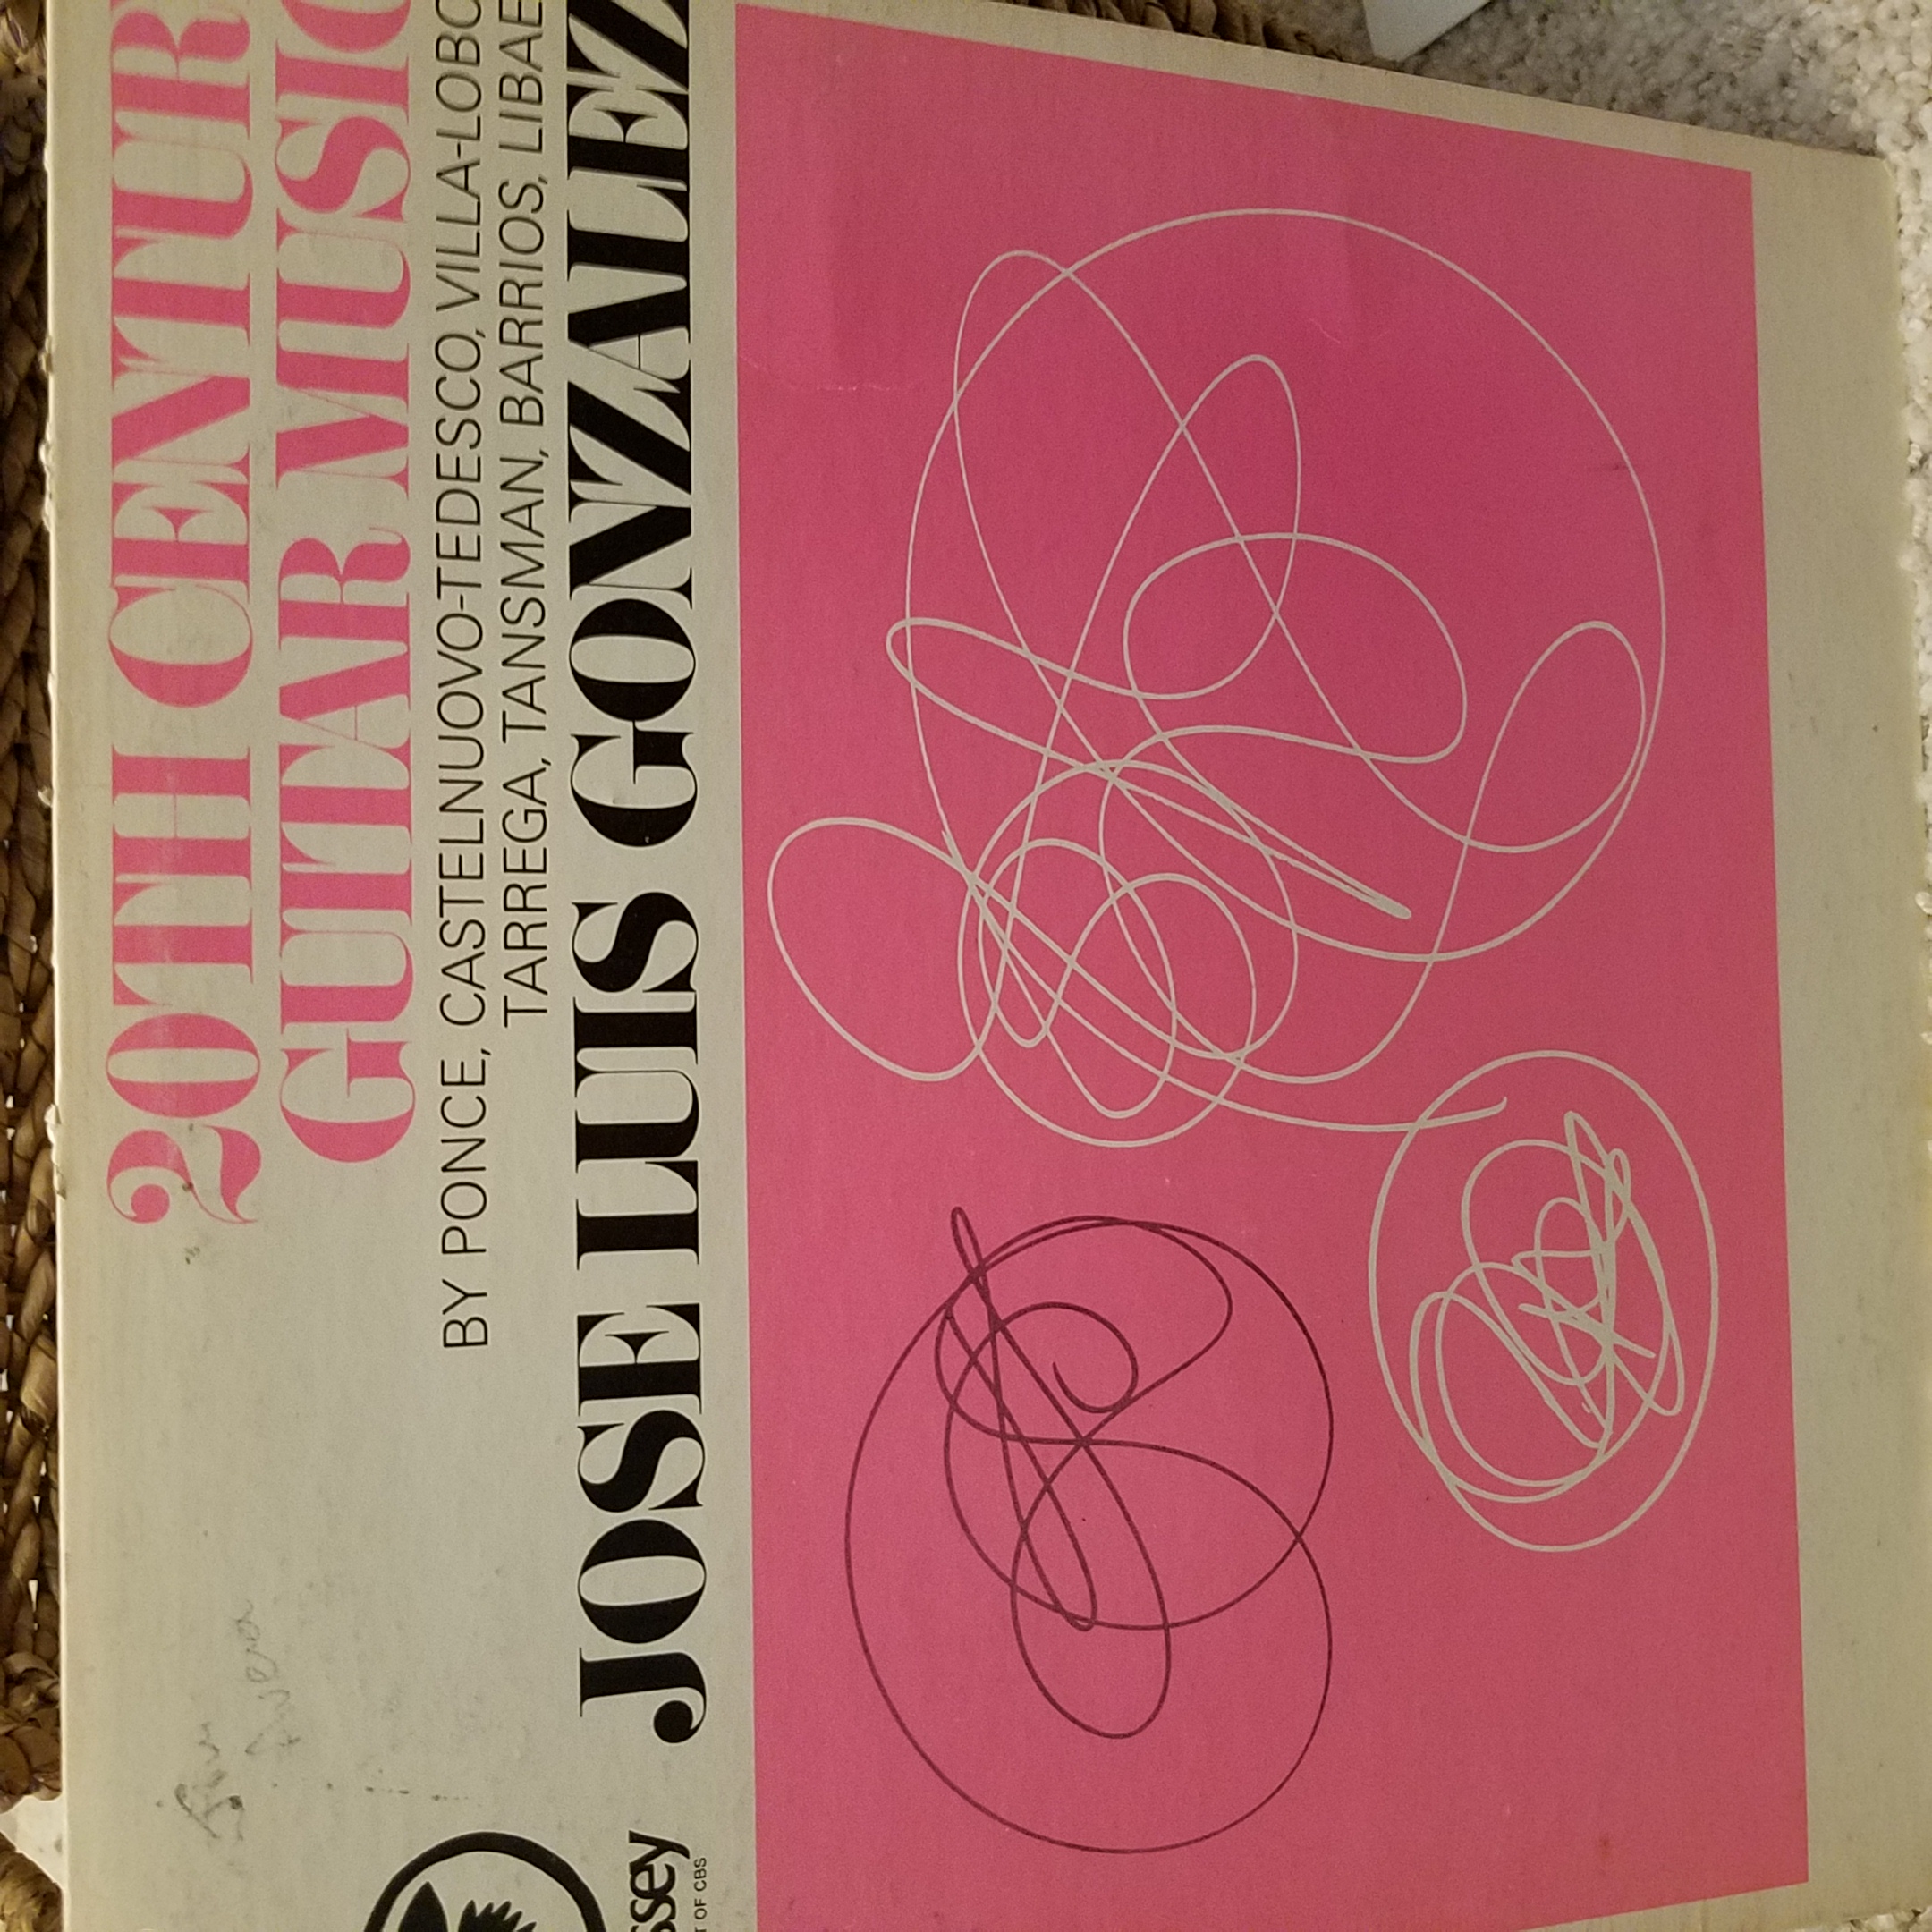 20TH CENTUR
GUITAR MUSIC
BY PONCE, CASTELNUOVO-TEDESCO, VILLA-LOBO
TARREGA, TANSMAN, BARRIOS, LIBAE
JOSE LUIS GONZALEZ
ssey
T OF CBS